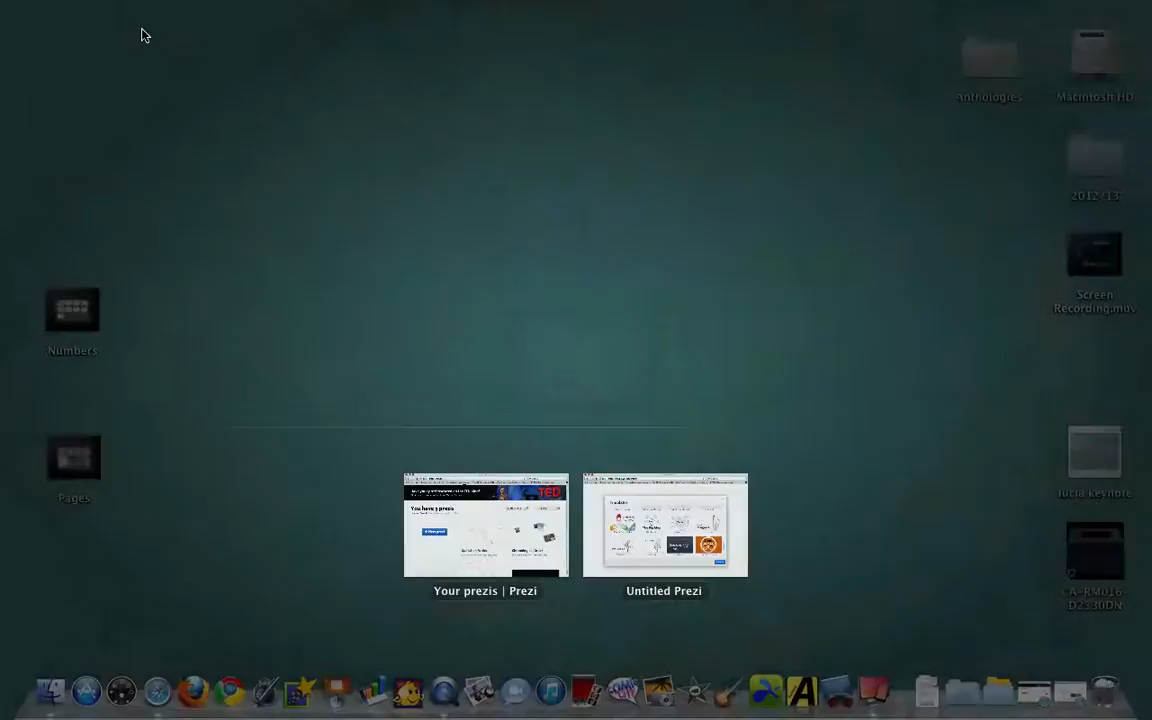 Anthologies
Macintosh HD
2012/13
Screen
Recording.mov
Numbers
Pages
lucia keynote
CA-RM016-
D2330DN
TED
You have 5 prezis
Your prezis | Prezi
Untitled Prezi